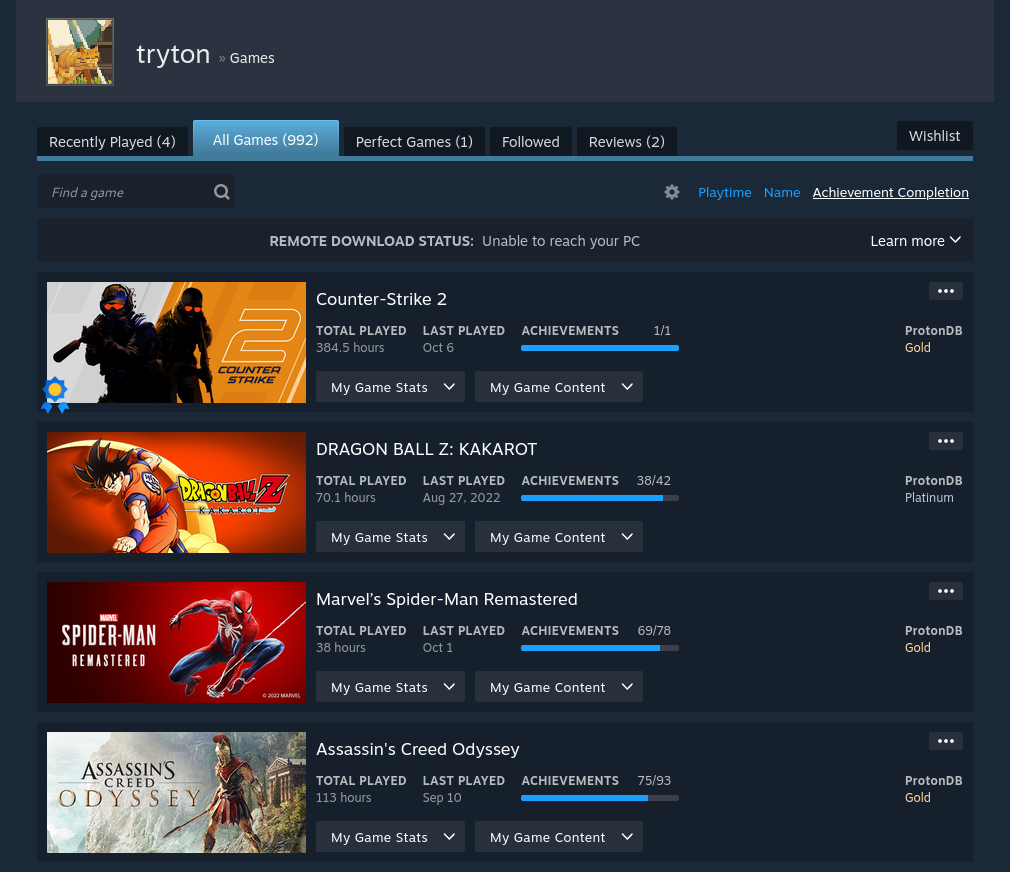 tryton » Games
Recently Played (4) All Games (992) Perfect Games (1) Followed Reviews (2) Wishlist
Find a game Playtime Name Achievement Completion
REMOTE DOWNLOAD STATUS: Unable to reach your PC Learn more
2
COUNTER
STRIKE
Counter-Strike 2
TOTAL PLAYED LAST PLAYED ACHIEVEMENTS 1/1 ProtonDB
384.5 hours Oct 6 Gold
My Game Stats My Game Content
DRAGON BALL Z
KAKAROT
DRAGON BALL Z: KAKAROT
TOTAL PLAYED LAST PLAYED ACHIEVEMENTS 38/42 ProtonDB
70.1 hours Aug 27, 2022 Platinum
My Game Stats My Game Content
MARVEL
SPIDER-MAN
REMASTERED
© 2022 MARVEL
Marvel’s Spider-Man Remastered
TOTAL PLAYED LAST PLAYED ACHIEVEMENTS 69/78 ProtonDB
38 hours Oct 1 Gold
My Game Stats My Game Content
ASSASSIN'S
CREED
ODYSSEY
Assassin's Creed Odyssey
TOTAL PLAYED LAST PLAYED ACHIEVEMENTS 75/93 ProtonDB
113 hours Sep 10 Gold
My Game Stats My Game Content